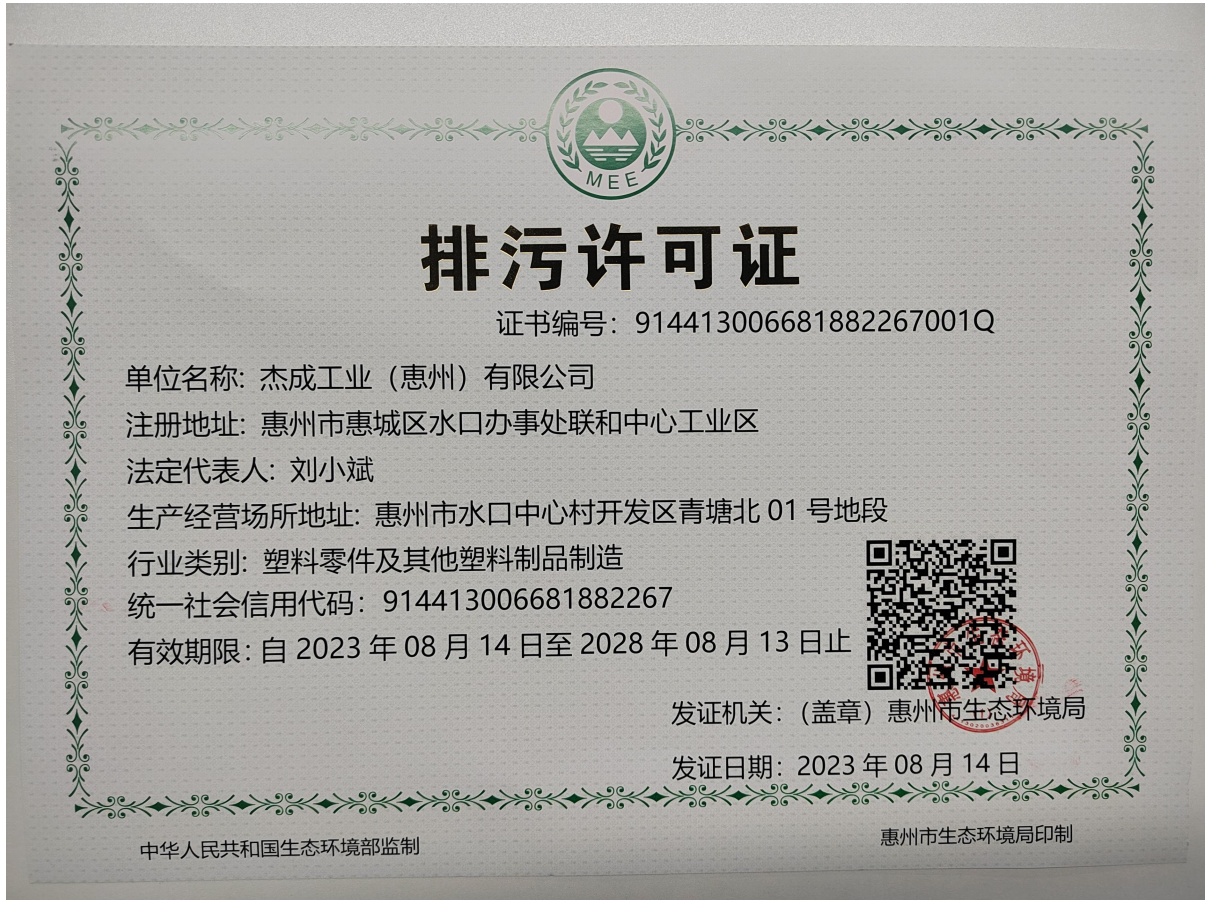 MEE
排污许可证
证书编号：914413006681882267001Q
单位名称: 杰成工业（惠州）有限公司
注册地址: 惠州市惠城区水口办事处联和中心工业区
法定代表人: 刘小斌
生产经营场所地址: 惠州市水口中心村开发区青塘北 01 号地段
行业类别: 塑料零件及其他塑料制品制造
统一社会信用代码：914413006681882267
有效期限: 自 2023 年 08 月 14 日至 2028 年 08 月 13 日止
发证机关：（盖章）惠州市生态环境局
发证日期：2023 年 08 月 14 日
中华人民共和国生态环境部监制
惠州市生态环境局印制